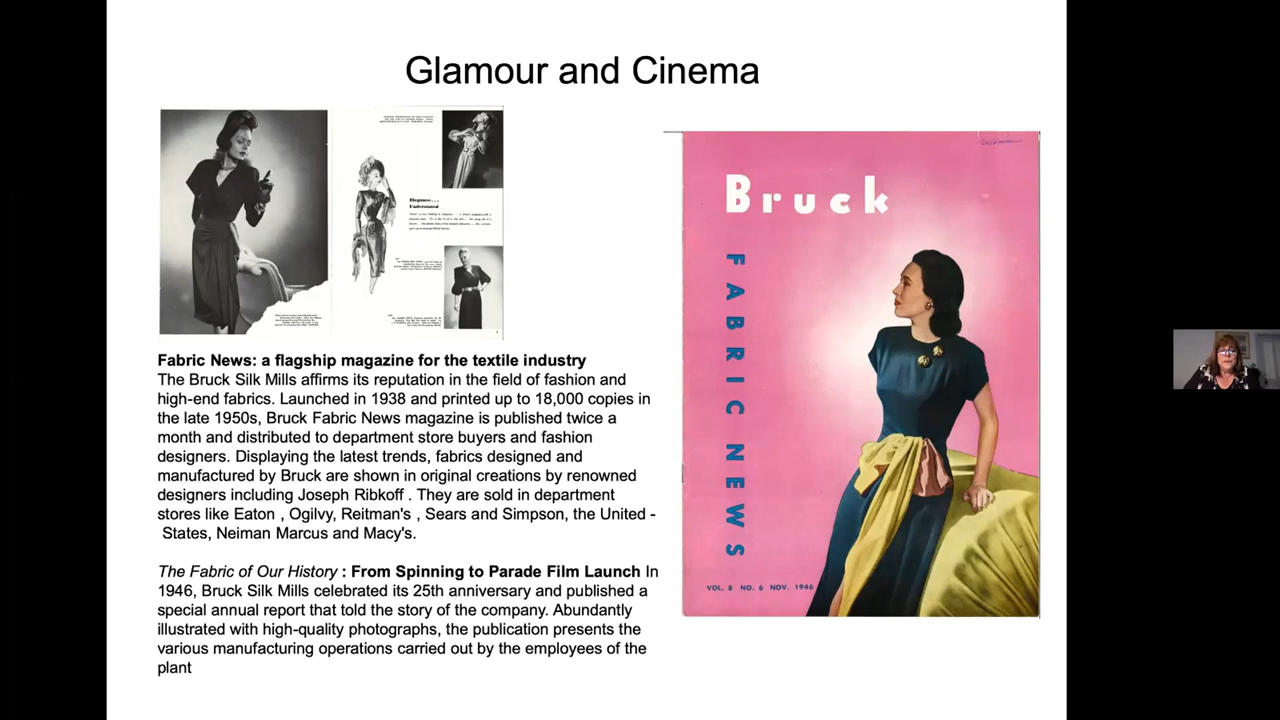 Glamour and Cinema
Elegance...
Understated
Fabric News: a flagship magazine for the textile industry
The Bruck Silk Mills affirms its reputation in the field of fashion and
high-end fabrics. Launched in 1938 and printed up to 18,000 copies in
the late 1950s, Bruck Fabric News magazine is published twice a
month and distributed to department store buyers and fashion
designers. Displaying the latest trends, fabrics designed and
manufactured by Bruck are shown in original creations by renowned
designers including Joseph Ribkoff . They are sold in department
stores like Eaton , Ogilvy, Reitman's , Sears and Simpson, the United -
States, Neiman Marcus and Macy's.
The Fabric of Our History : From Spinning to Parade Film Launch In
1946, Bruck Silk Mills celebrated its 25th anniversary and published a
special annual report that told the story of the company. Abundantly
illustrated with high-quality photographs, the publication presents the
various manufacturing operations carried out by the employees of the
plant
Bruck
FABRIC NEWS
VOL. 8 NO. 6 NOV. 1946